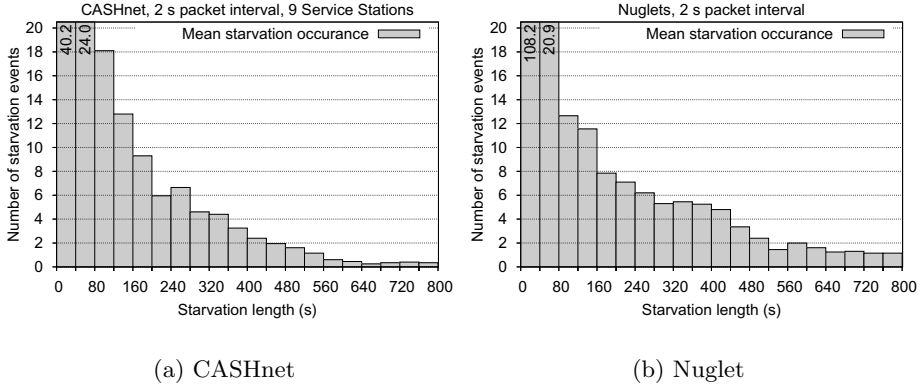 CASHnet, 2 s packet interval, 9 Service Stations
Number of starvation events
20
18
16
14
12
10
8
6
4
2
0
40.2
24.0
Mean starvation occurance
0 80 160 240 320 400 480 560 640 720 800
Starvation length (s)
(a) CASHnet
Nuglets, 2 s packet interval
Number of starvation events
20
18
16
14
12
10
8
6
4
2
0
108.2
20.9
Mean starvation occurance
0 80 160 240 320 400 480 560 640 720 800
Starvation length (s)
(b) Nuglet